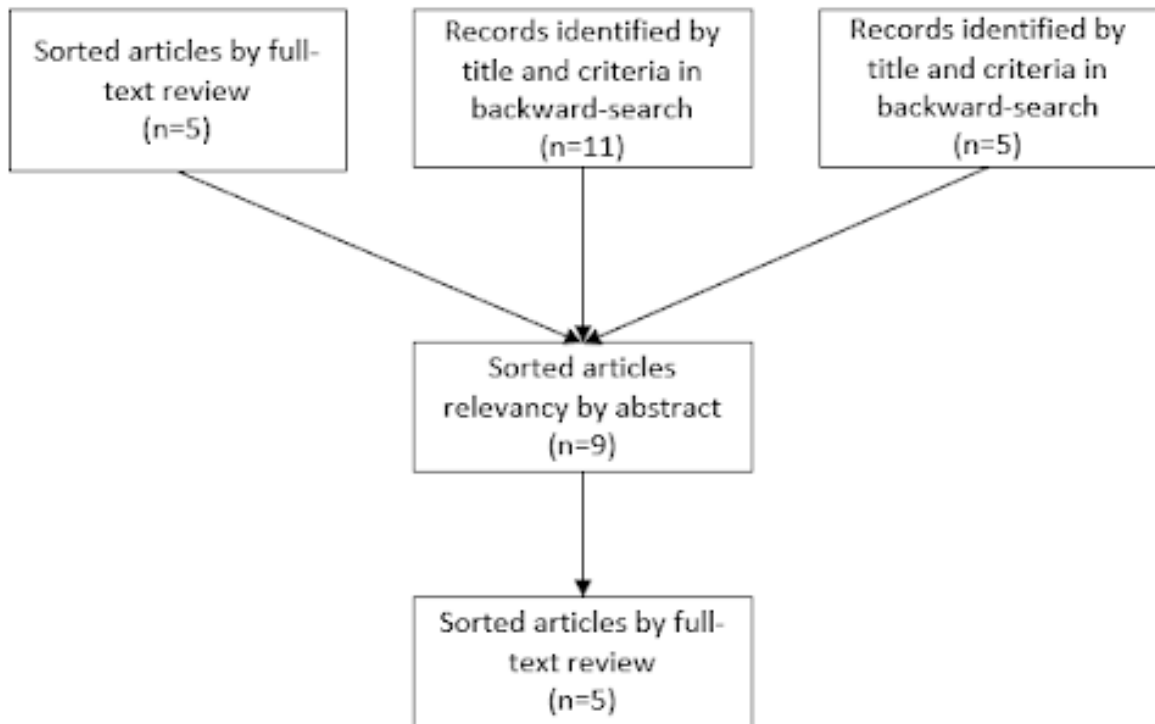 Sorted articles by full-
text review
(n=5)
Records identified by
title and criteria in
backward-search
(n=11)
Records identified by
title and criteria in
backward-search
(n=5)
Sorted articles
relevancy by abstract
(n=9)
Sorted articles by full-
text review
(n=5)